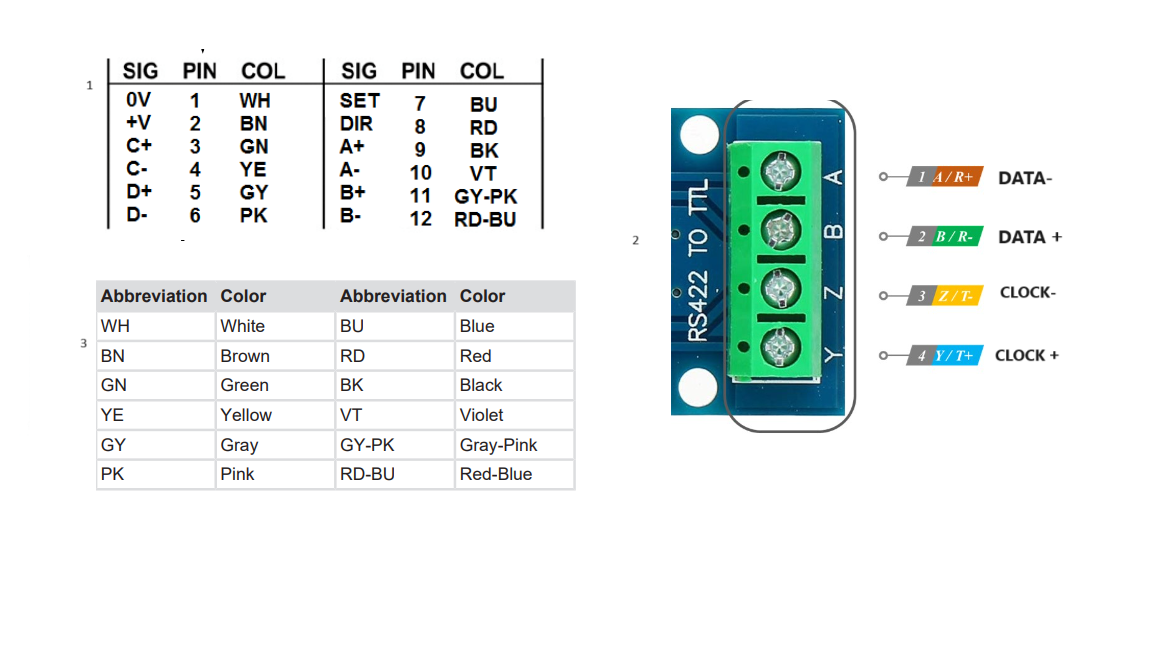 1
SIG PIN COL SIG PIN COL
0V 1 WH SET 7 BU
+V 2 BN DIR 8 RD
C+ 3 GN A+ 9 BK
C- 4 YE A- 10 VT
D+ 5 GY B+ 11 GY-PK
D- 6 PK B- 12 RD-BU
3
Abbreviation Color Abbreviation Color
WH White BU Blue
BN Brown RD Red
GN Green BK Black
YE Yellow VT Violet
GY Gray GY-PK Gray-Pink
PK Pink RD-BU Red-Blue
2
RS422 TO TTL
A
B
Z
Y
1 A/R+ DATA-
2 B/R- DATA +
3 Z/T- CLOCK-
4 Y/T+ CLOCK +